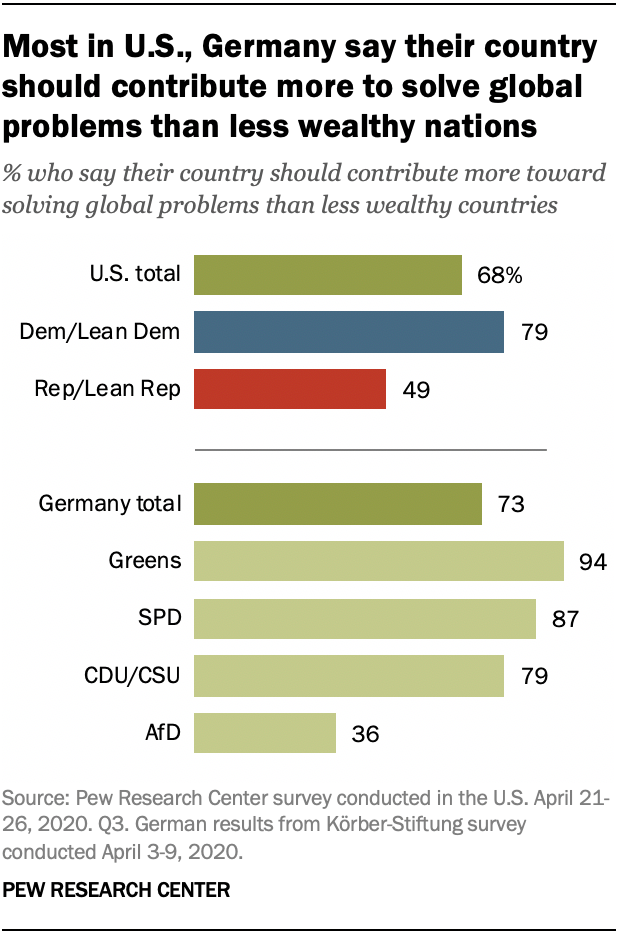 Most in U.S., Germany say their country
should contribute more to solve global
problems than less wealthy nations
% who say their country should contribute more toward
solving global problems than less wealthy countries
U.S. total 68%
Dem/Lean Dem 79
Rep/Lean Rep 49
Germany total 73
Greens 94
SPD 87
CDU/CSU 79
AfD 36
Source: Pew Research Center survey conducted in the U.S. April 21-
26, 2020. Q3. German results from Körber-Stiftung survey
conducted April 3-9, 2020.
PEW RESEARCH CENTER